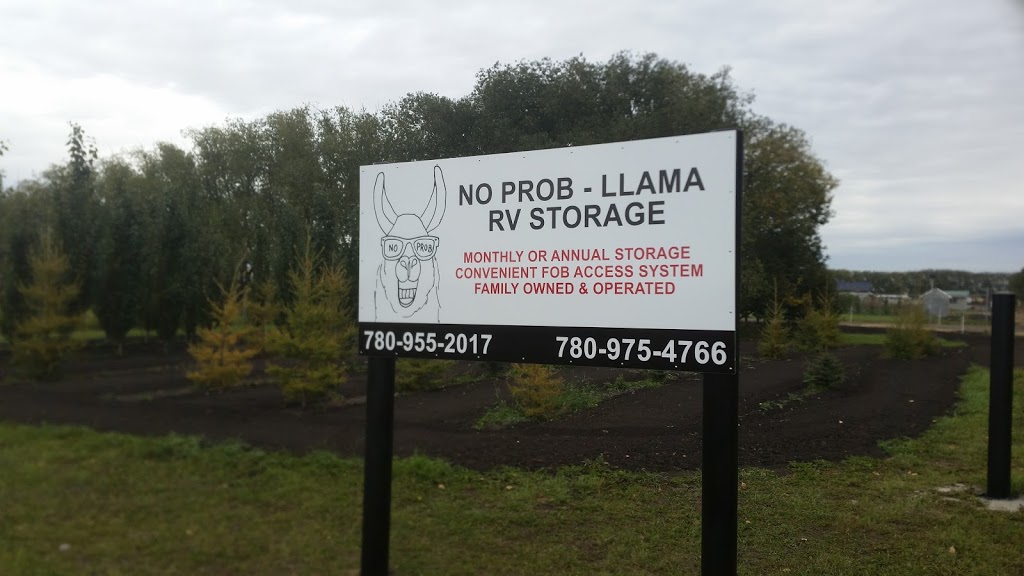 NO PROB - LLAMA
RV STORAGE
NO PROB
MONTHLY OR ANNUAL STORAGE
CONVENIENT FOB ACCESS SYSTEM
FAMILY OWNED & OPERATED
780-955-2017 780-975-4766